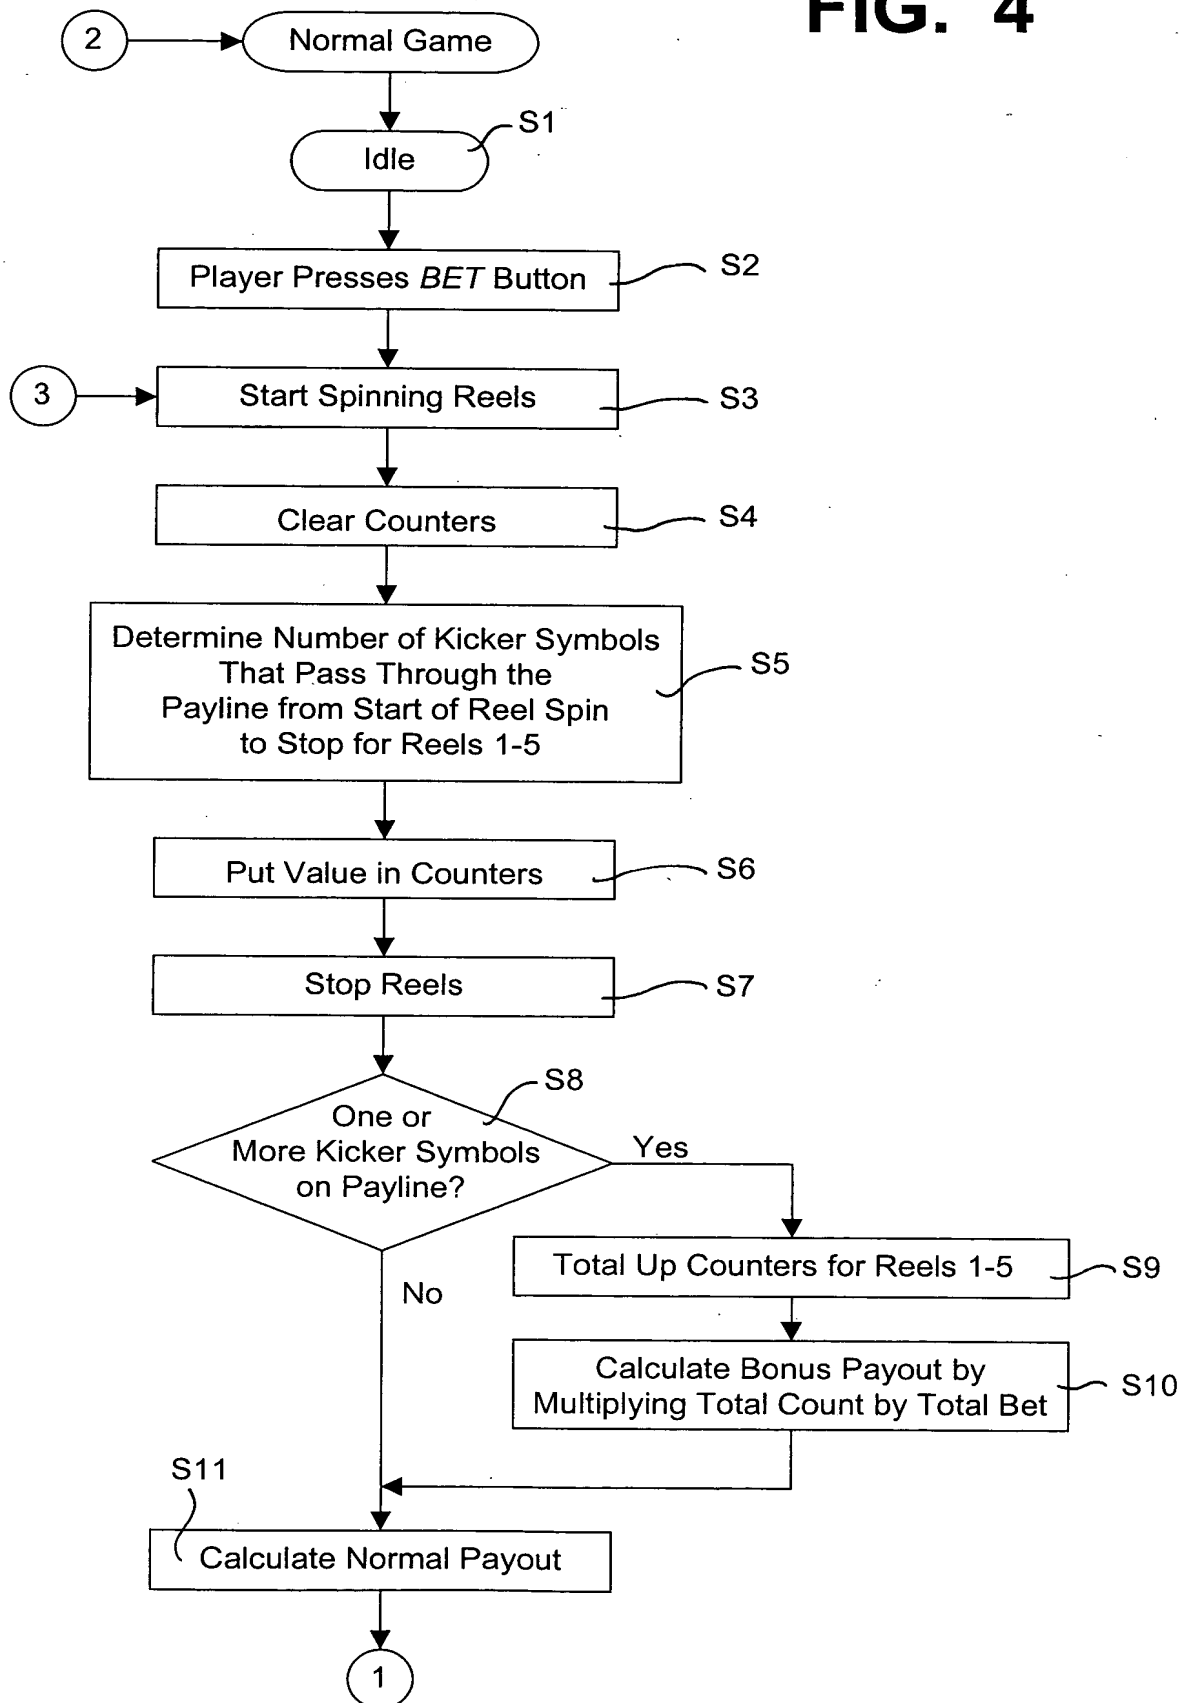 FIG. 4
2
Normal Game
S1
Idle
Player Presses BET Button
S2
3
Start Spinning Reels
S3
Clear Counters
S4
Determine Number of Kicker Symbols
That Pass Through the
Payline from Start of Reel Spin
to Stop for Reels 1-5
S5
Put Value in Counters
S6
Stop Reels
S7
S8
One or
More Kicker Symbols
on Payline?
Yes
No
Total Up Counters for Reels 1-5
S9
Calculate Bonus Payout by
Multiplying Total Count by Total Bet
S10
S11
Calculate Normal Payout
1